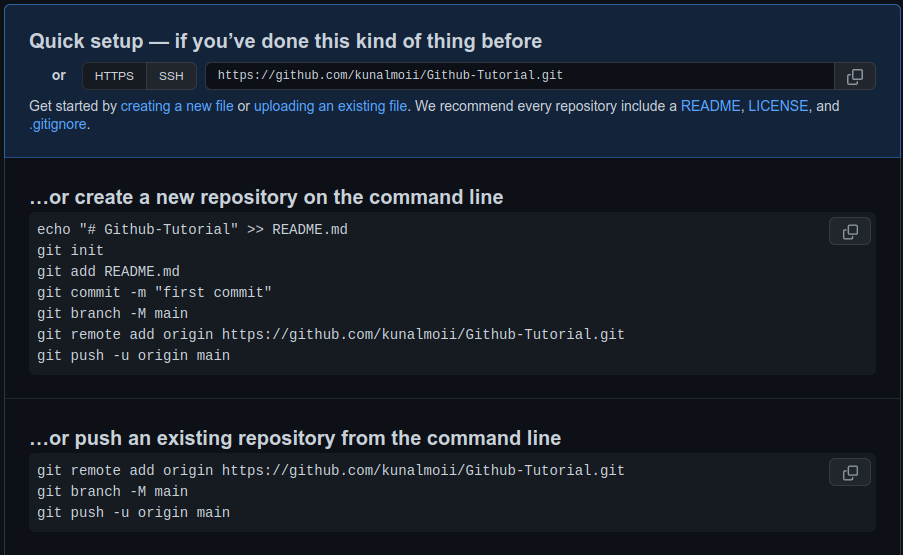 Quick setup — if you’ve done this kind of thing before
or HTTPS SSH https://github.com/kunalmoii/Github-Tutorial.git
Get started by creating a new file or uploading an existing file. We recommend every repository include a README, LICENSE, and
.gitignore.
…or create a new repository on the command line
echo "# Github-Tutorial" >> README.md
git init
git add README.md
git commit -m "first commit"
git branch -M main
git remote add origin https://github.com/kunalmoii/Github-Tutorial.git
git push -u origin main
…or push an existing repository from the command line
git remote add origin https://github.com/kunalmoii/Github-Tutorial.git
git branch -M main
git push -u origin main